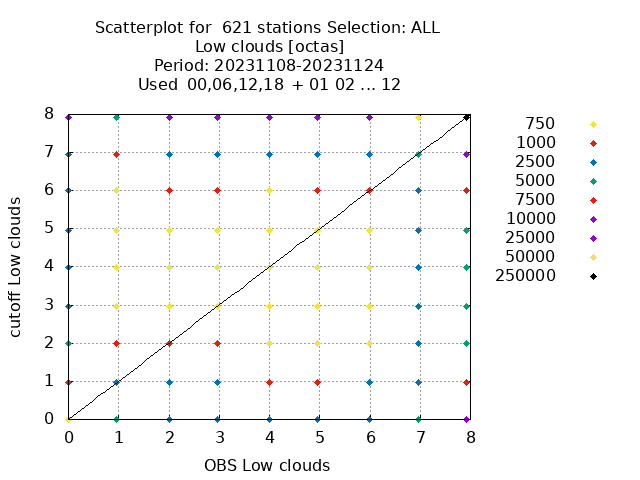 Scatterplot for  621 stations Selection: ALL
Low clouds [octas]
Period: 20231108-20231124
Used  00,06,12,18 + 01 02 ... 12
8
7
6
5
4
3
2
1
0
cutoff Low clouds
0 1 2 3 4 5 6 7 8
OBS Low clouds
750
1000
2500
5000
7500
10000
25000
50000
250000